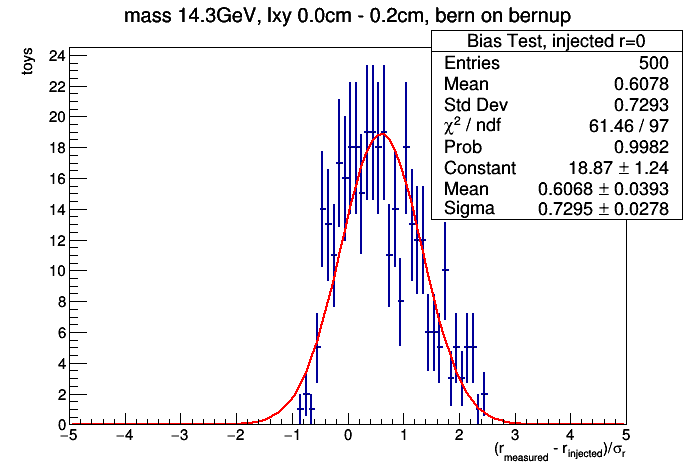 mass 14.3GeV, lxy 0.0cm - 0.2cm, bern on bernup
Bias Test, injected r=0
Entries 500
Mean 0.6078
Std Dev 0.7293
χ² / ndf 61.46 / 97
Prob 0.9982
Constant 18.87 ± 1.24
Mean 0.6068 ± 0.0393
Sigma 0.7295 ± 0.0278
toys
24
22
20
18
16
14
12
10
8
6
4
2
0
−5 −4 −3 −2 −1 0 1 2 3 4 5
(r_measured - r_injected)/σ_r